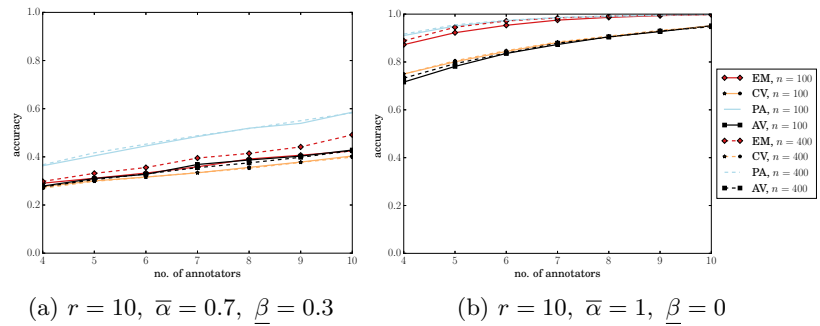 1.0
0.8
0.6
0.4
0.2
0.0
accuracy
4 5 6 7 8 9 10
no. of annotators
(a) r = 10, α̅ = 0.7, β̲ = 0.3
1.0
0.8
0.6
0.4
0.2
0.0
accuracy
4 5 6 7 8 9 10
no. of annotators
(b) r = 10, α̅ = 1, β̲ = 0
EM, n = 100
CV, n = 100
PA, n = 100
AV, n = 100
EM, n = 400
CV, n = 400
PA, n = 400
AV, n = 400